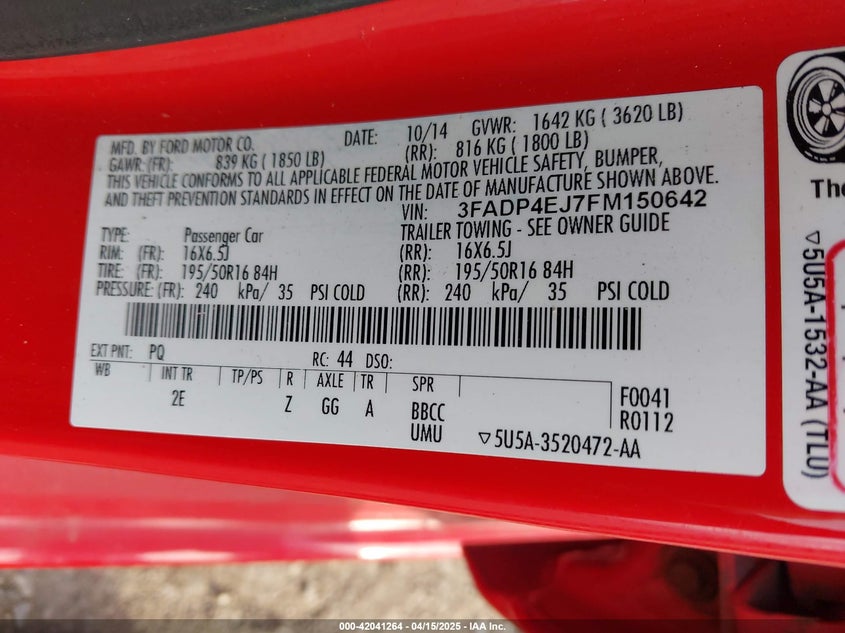 MFD. BY FORD MOTOR CO. DATE: 10/14 GVWR: 1642 KG ( 3620 LB)
GAWR: (FR): 839 KG ( 1850 LB) (RR): 816 KG ( 1800 LB)
THIS VEHICLE CONFORMS TO ALL APPLICABLE FEDERAL MOTOR VEHICLE SAFETY, BUMPER,
AND THEFT PREVENTION STANDARDS IN EFFECT ON THE DATE OF MANUFACTURE SHOWN ABOVE.
VIN: 3FADP4EJ7FM150642
TYPE: Passenger Car TRAILER TOWING - SEE OWNER GUIDE
RIM: (FR): 16X6.5J (RR): 16X6.5J
TIRE: (FR): 195/50R16 84H (RR): 195/50R16 84H
PRESSURE: (FR): 240 kPa/ 35 PSI COLD (RR): 240 kPa/ 35 PSI COLD
EXT PNT: PQ RC: 44 DSO:
WB INT TR TP/PS R AXLE TR SPR
2E Z GG A BBCC F0041
UMU R0112
▽5U5A-3520472-AA
The
▽5U5A-1532-AA (TLU)
000-42041264 - 04/15/2025 - IAA Inc.